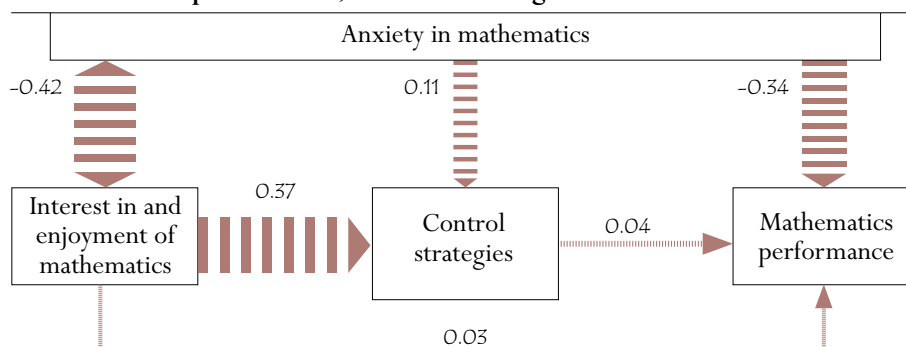 Anxiety in mathematics
-0.42
0.11
-0.34
Interest in and
enjoyment of
mathematics
0.37
Control
strategies
0.04
Mathematics
performance
0.03